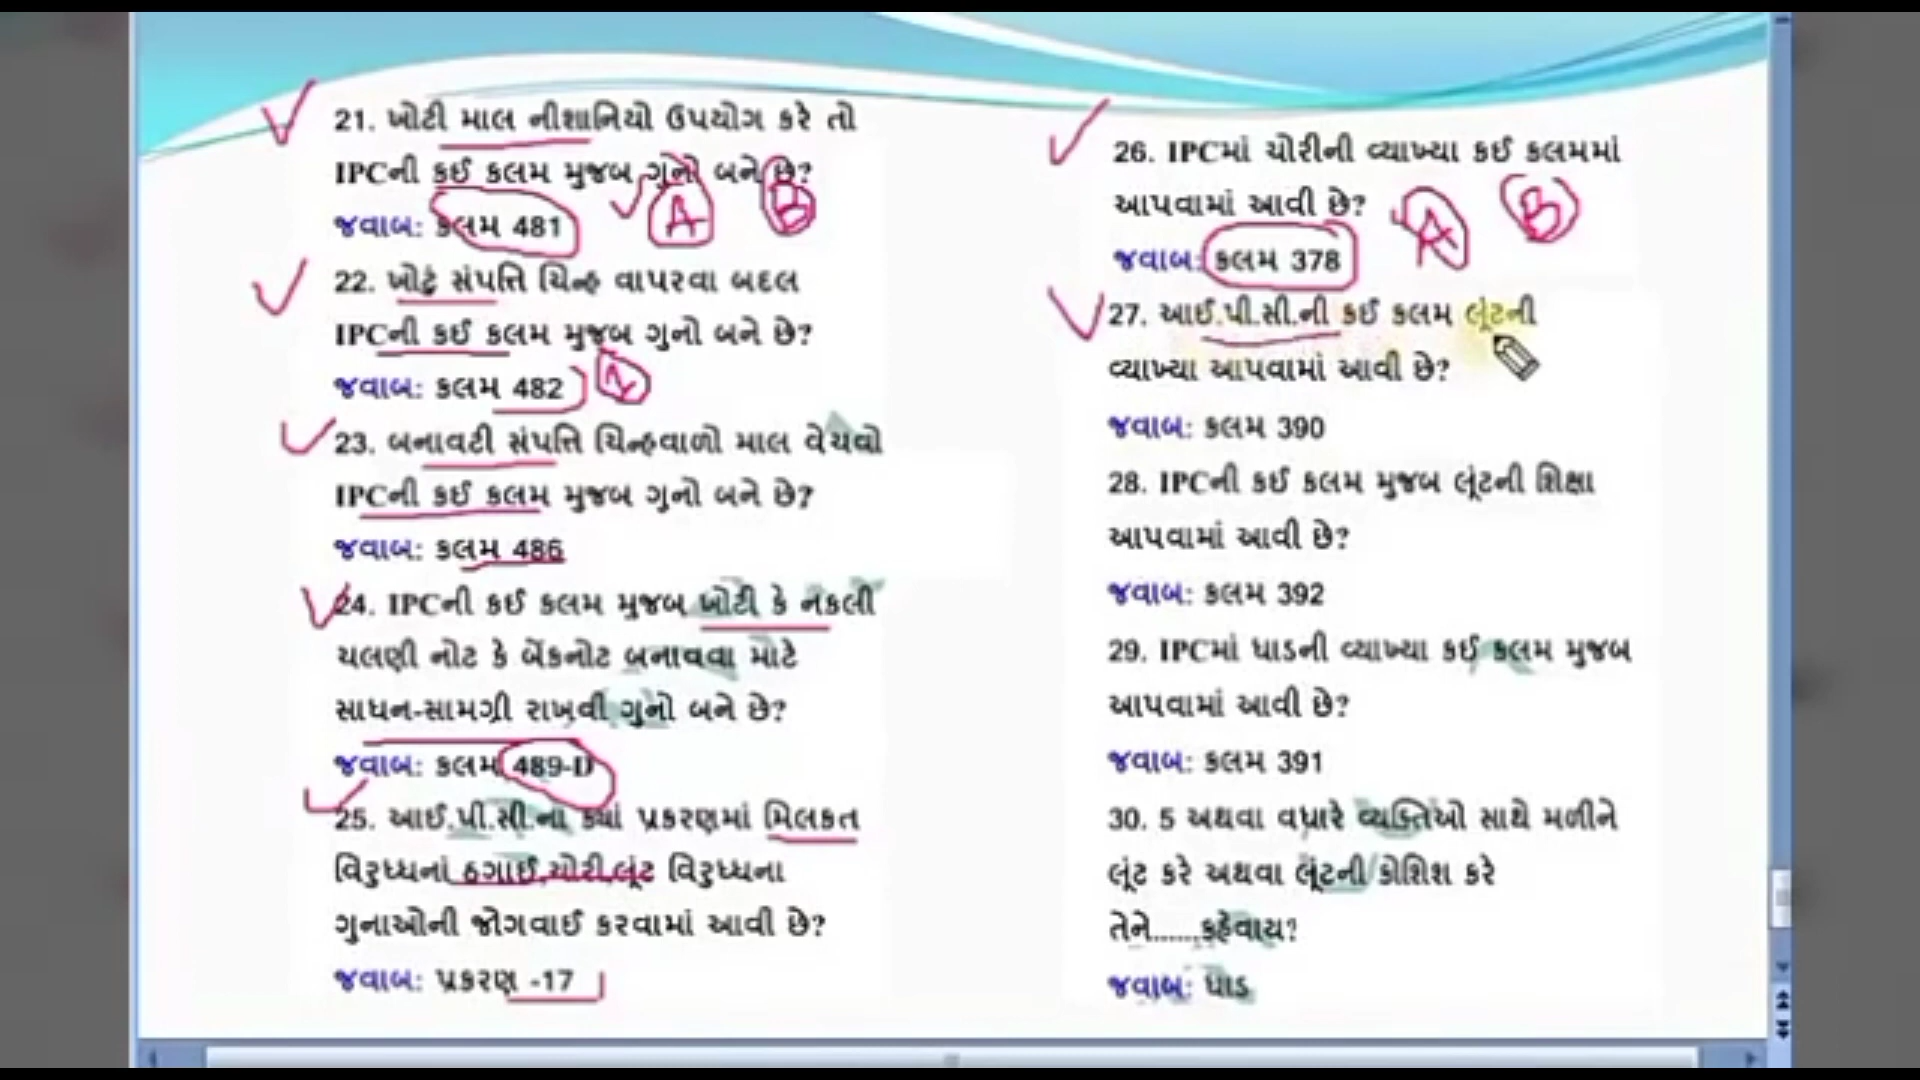 21. ખોટી માલ નીશાનિયો ઉપયોગ કરે તો
IPCની કઈ કલમ મુજબ ગુનો બને છે?
A B
જવાબ: કલમ 481
22. ખોટું સંપત્તિ ચિન્હ વાપરવા બદલ
IPCની કઈ કલમ મુજબ ગુનો બને છે?
જવાબ: કલમ 482
23. બનાવટી સંપત્તિ ચિન્હવાળો માલ વેચવો
IPCની કઈ કલમ મુજબ ગુનો બને છે?
જવાબ: કલમ 486
24. IPCની કઈ કલમ મુજબ ખોટી કે નકલી
ચલણી નોટ કે બેંકનોટ બનાવવા માટે
સાધન-સામગ્રી રાખવી ગુનો બને છે?
જવાબ: કલમ 489-D
25. આઈ.પી.સી.ના ક્યાં પ્રકરણમાં મિલકત
વિરુધ્ધનાં ઠગાઈ,ચોરી,લૂંટ વિરુધ્ધના
ગુનાઓની જોગવાઈ કરવામાં આવી છે?
જવાબ: પ્રકરણ -17
26. IPCમાં ચોરીની વ્યાખ્યા કઈ કલમમાં
આપવામાં આવી છે?
A B
જવાબ: કલમ 378
27. આઈ.પી.સી.ની કઈ કલમ લૂંટની
વ્યાખ્યા આપવામાં આવી છે?
જવાબ: કલમ 390
28. IPCની કઈ કલમ મુજબ લૂંટની શિક્ષા
આપવામાં આવી છે?
જવાબ: કલમ 392
29. IPCમાં ધાડની વ્યાખ્યા કઈ કલમ મુજબ
આપવામાં આવી છે?
જવાબ: કલમ 391
30. 5 અથવા વધારે વ્યક્તિઓ સાથે મળીને
લૂંટ કરે અથવા લૂંટની કોશિશ કરે
તેને.......કહેવાય?
જવાબ: ધાડ